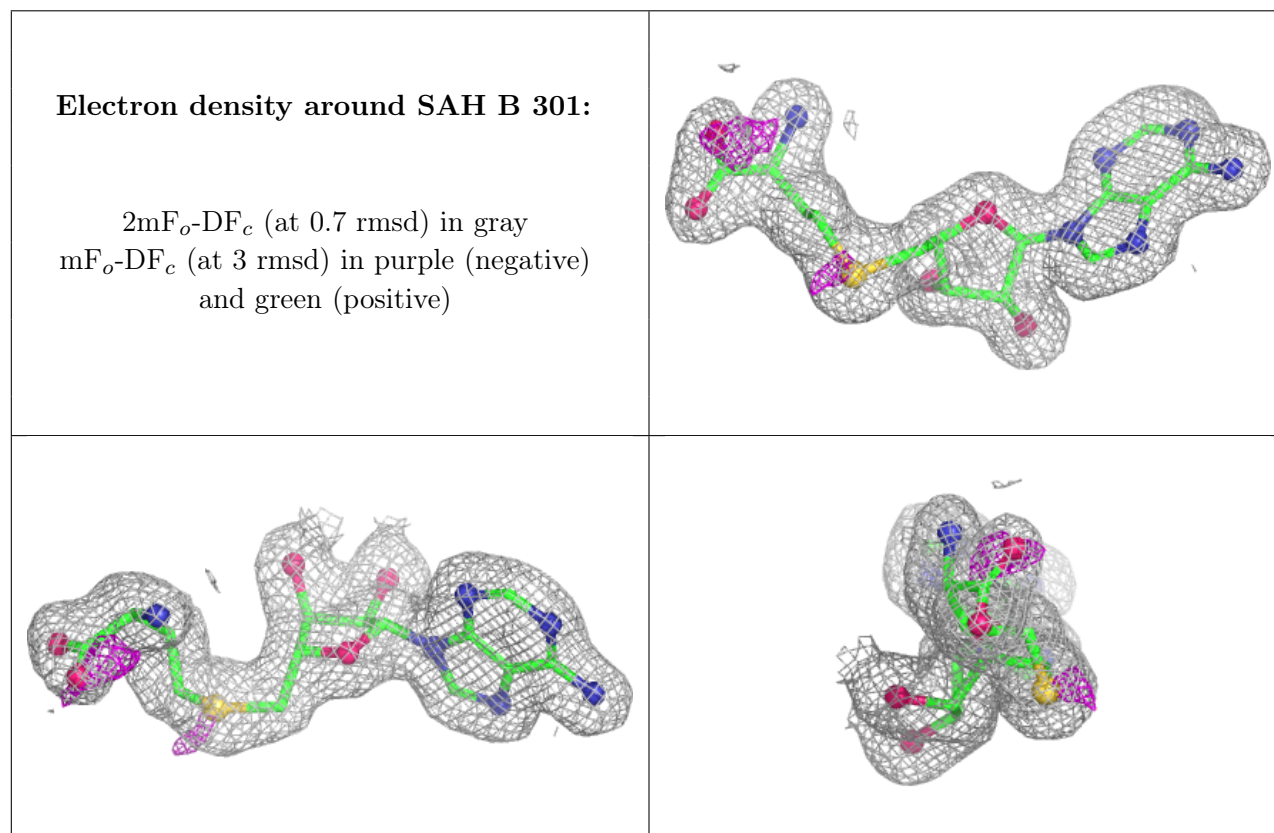 Electron density around SAH B 301:
2mFo-DFc (at 0.7 rmsd) in gray
mFo-DFc (at 3 rmsd) in purple (negative)
and green (positive)